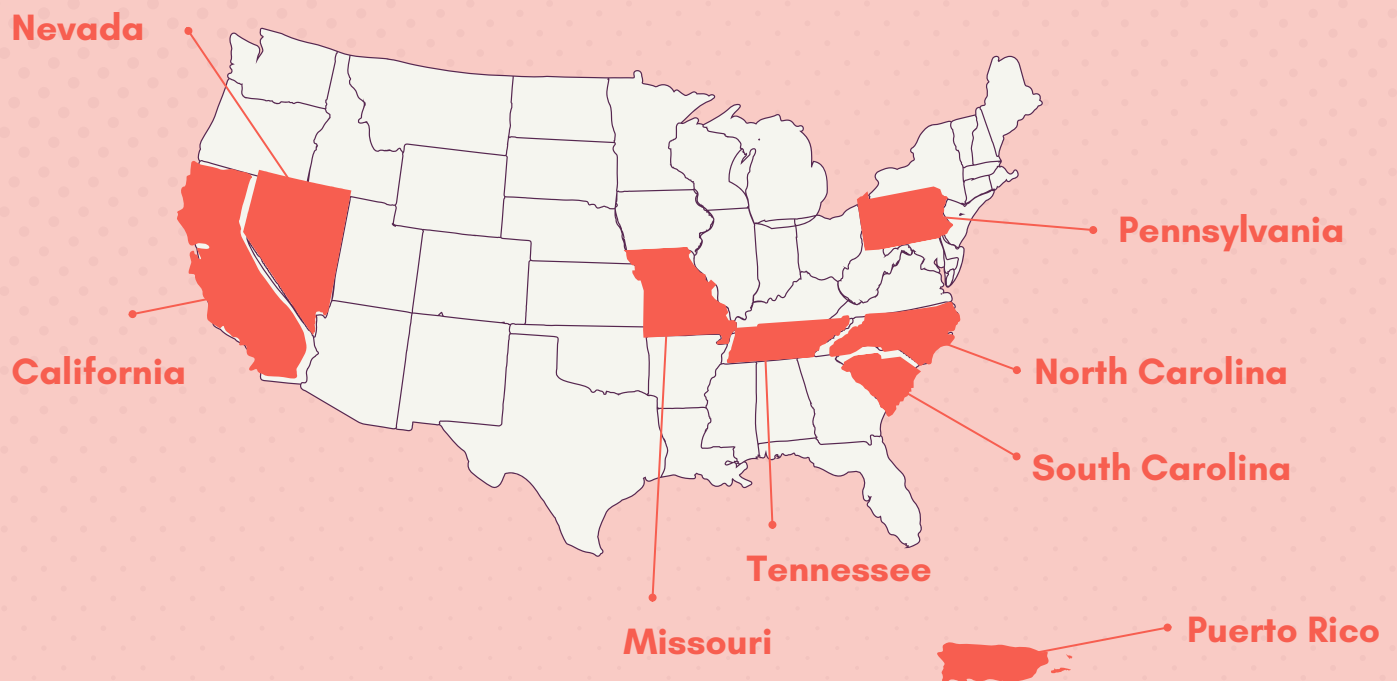 Nevada
Pennsylvania
California
North Carolina
South Carolina
Tennessee
Missouri
Puerto Rico